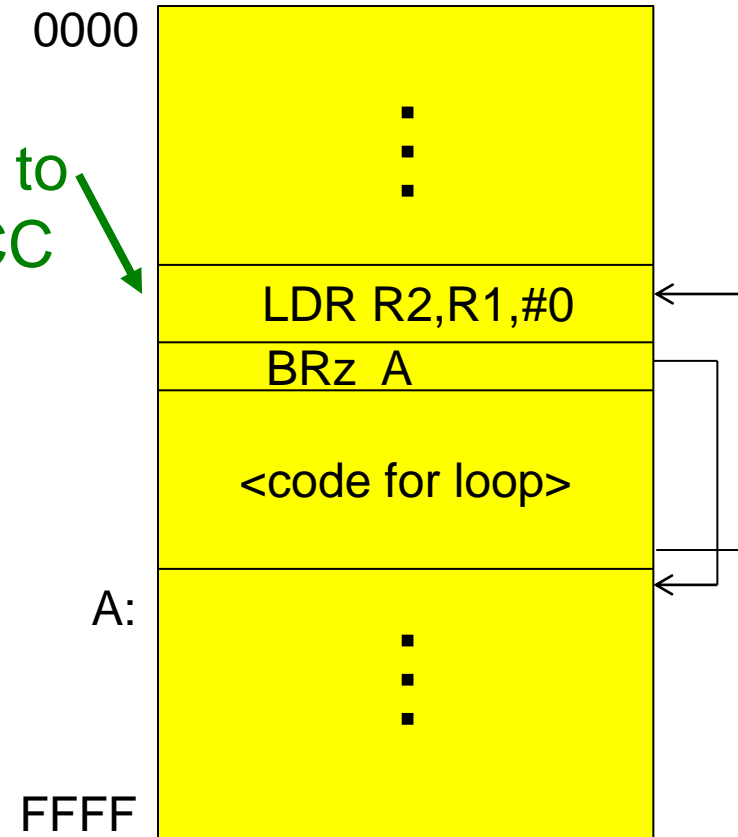 0000
to
CC
LDR R2,R1,#0
BRz A
<code for loop>
A:
FFFF